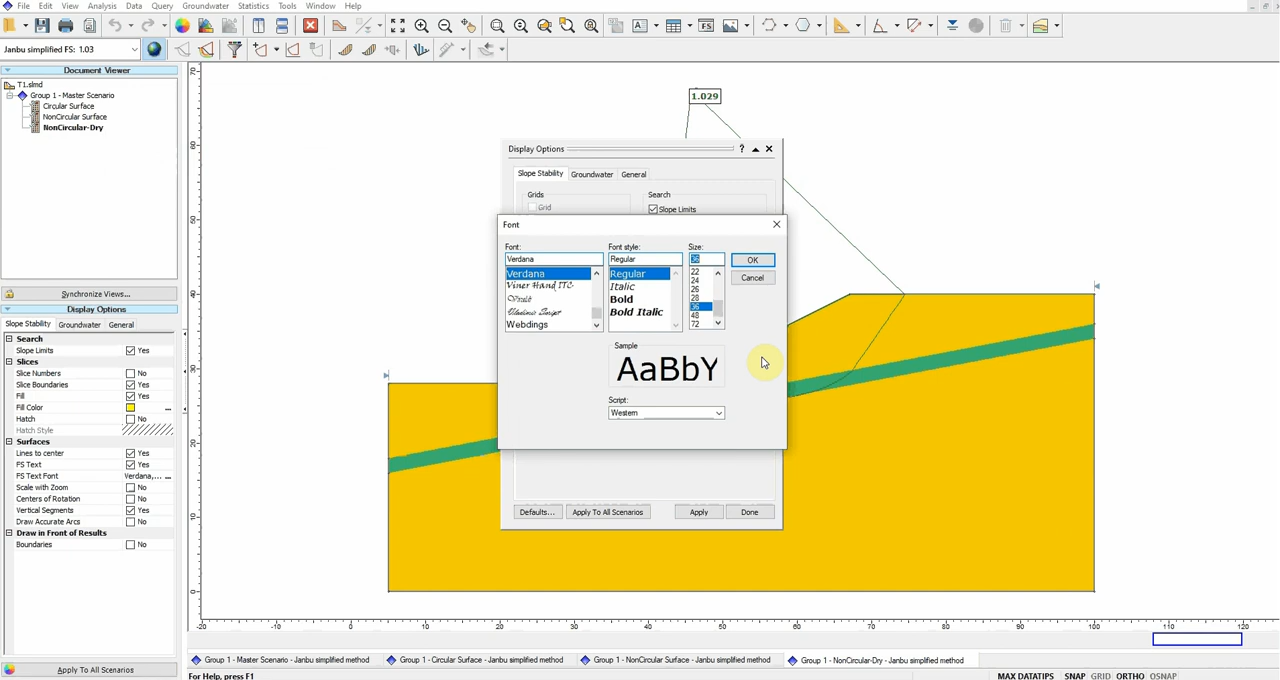 File Edit View Analysis Data Query Groundwater Statistics Tools Window Help
Janbu simplified FS: 1.03
Document Viewer
T1.slmd
Group 1 - Master Scenario
Circular Surface
NonCircular Surface
NonCircular-Dry
Synchronize Views...
Display Options
Slope Stability Groundwater General
Search
Slope Limits Yes
Slices
Slice Numbers No
Slice Boundaries Yes
Fill Yes
Fill Color ...
Hatch No
Hatch Style
Surfaces
Lines to center Yes
FS Text Yes
FS Text Font Verdana,... ...
Scale with Zoom No
Centers of Rotation No
Vertical Segments Yes
Draw Accurate Arcs No
Draw in Front of Results
Boundaries No
Apply To All Scenarios
70
60
50
40
30
20
10
0
1.029
Display Options ?
Slope Stability Groundwater General
Grids Search
Grid Slope Limits
Font
Font: Font style: Size:
Verdana Regular 36
OK
Cancel
Verdana
Viner Hand ITC
Vivaldi
Vladimir Script
Webdings
Regular
Italic
Bold
Bold Italic
22
24
26
28
36
48
72
Sample
AaBbY
Script:
Western
Defaults... Apply To All Scenarios Apply Done
-20 -10 0 10 20 30 40 50 60 70 80 90 100 110 120
Group 1 - Master Scenario - Janbu simplified method Group 1 - Circular Surface - Janbu simplified method Group 1 - NonCircular Surface - Janbu simplified method Group 1 - NonCircular-Dry - Janbu simplified method
For Help, press F1 MAX DATATIPS SNAP GRID ORTHO OSNAP